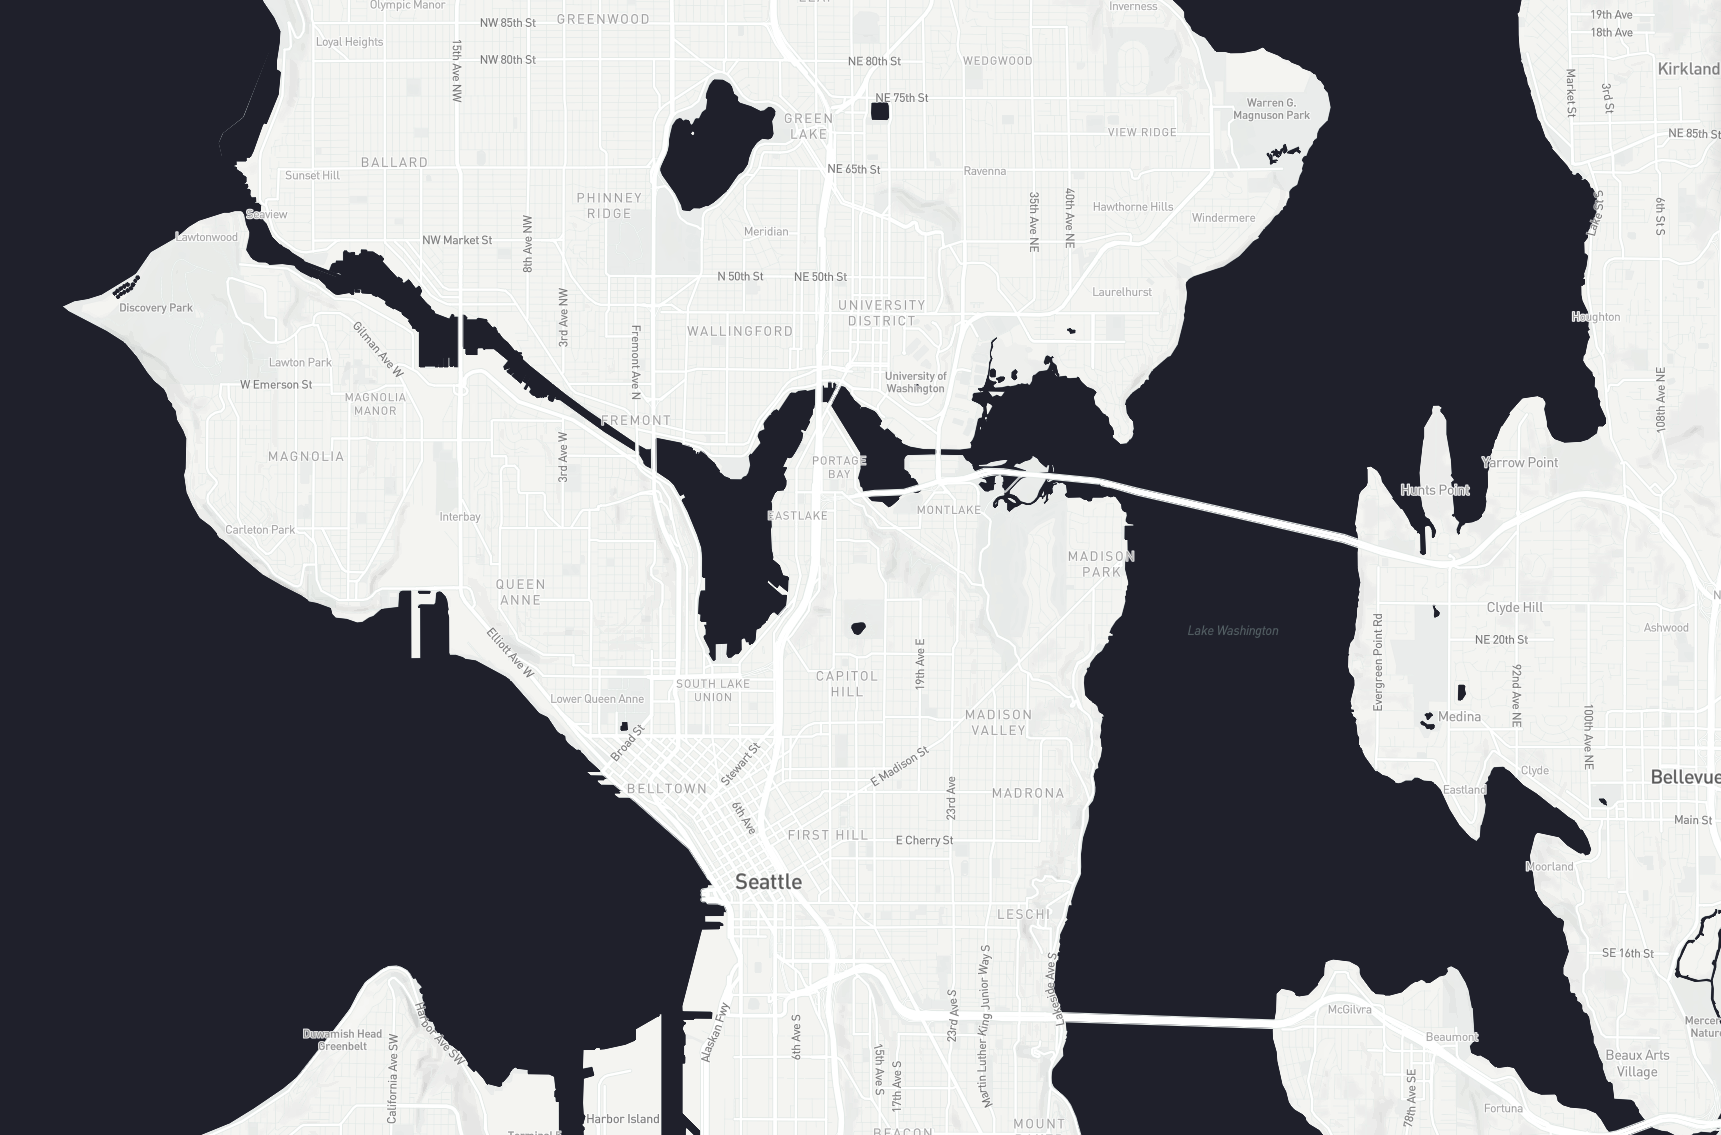 Olympic Manor
NW 85th St
GREENWOOD
Inverness
19th Ave
18th Ave
Loyal Heights
15th Ave NW
NW 80th St
NE 80th St
WEDGWOOD
Kirkland
Market St
3rd St
NE 75th St
Warren G.
Magnuson Park
GREEN
LAKE
VIEW RIDGE
NE 85th St
BALLARD
Sunset Hill
NE 65th St
Ravenna
PHINNEY
RIDGE
35th Ave NE
40th Ave NE
Hawthorne Hills
Windermere
Lake St S
6th St S
Seaview
Lawtonwood
NW Market St
8th Ave NW
Meridian
N 50th St
NE 50th St
Laurelhurst
Discovery Park
3rd Ave NW
UNIVERSITY
DISTRICT
Houghton
Gilman Ave W
WALLINGFORD
Fremont Ave N
Lawton Park
W Emerson St
University of
Washington
MAGNOLIA
MANOR
108th Ave NE
FREMONT
MAGNOLIA
3rd Ave W
PORTAGE
BAY
Yarrow Point
Hunts Point
Carleton Park
Interbay
EASTLAKE
MONTLAKE
MADISON
PARK
QUEEN
ANNE
Clyde Hill
Lake Washington
Ashwood
NE 20th St
Elliott Ave W
19th Ave E
Evergreen Point Rd
CAPITOL
HILL
SOUTH LAKE
UNION
Lower Queen Anne
92nd Ave NE
MADISON
VALLEY
Medina
100th Ave NE
Broad St
Stewart St
E Madison St
Clyde
Bellevue
BELLTOWN
23rd Ave
MADRONA
Eastland
6th Ave
FIRST HILL
E Cherry St
Main St
Seattle
Moorland
LESCHI
SE 16th St
Martin Luther King Junior Way S
Lakeside Ave S
23rd Ave S
Duwamish Head
Greenbelt
Harbor Ave SW
California Ave SW
Alaskan Fwy
6th Ave S
15th Ave S
17th Ave S
McGilvra
Beaumont
Beaux Arts
Village
78th Ave SE
Fortuna
Harbor Island
MOUNT
BEACON